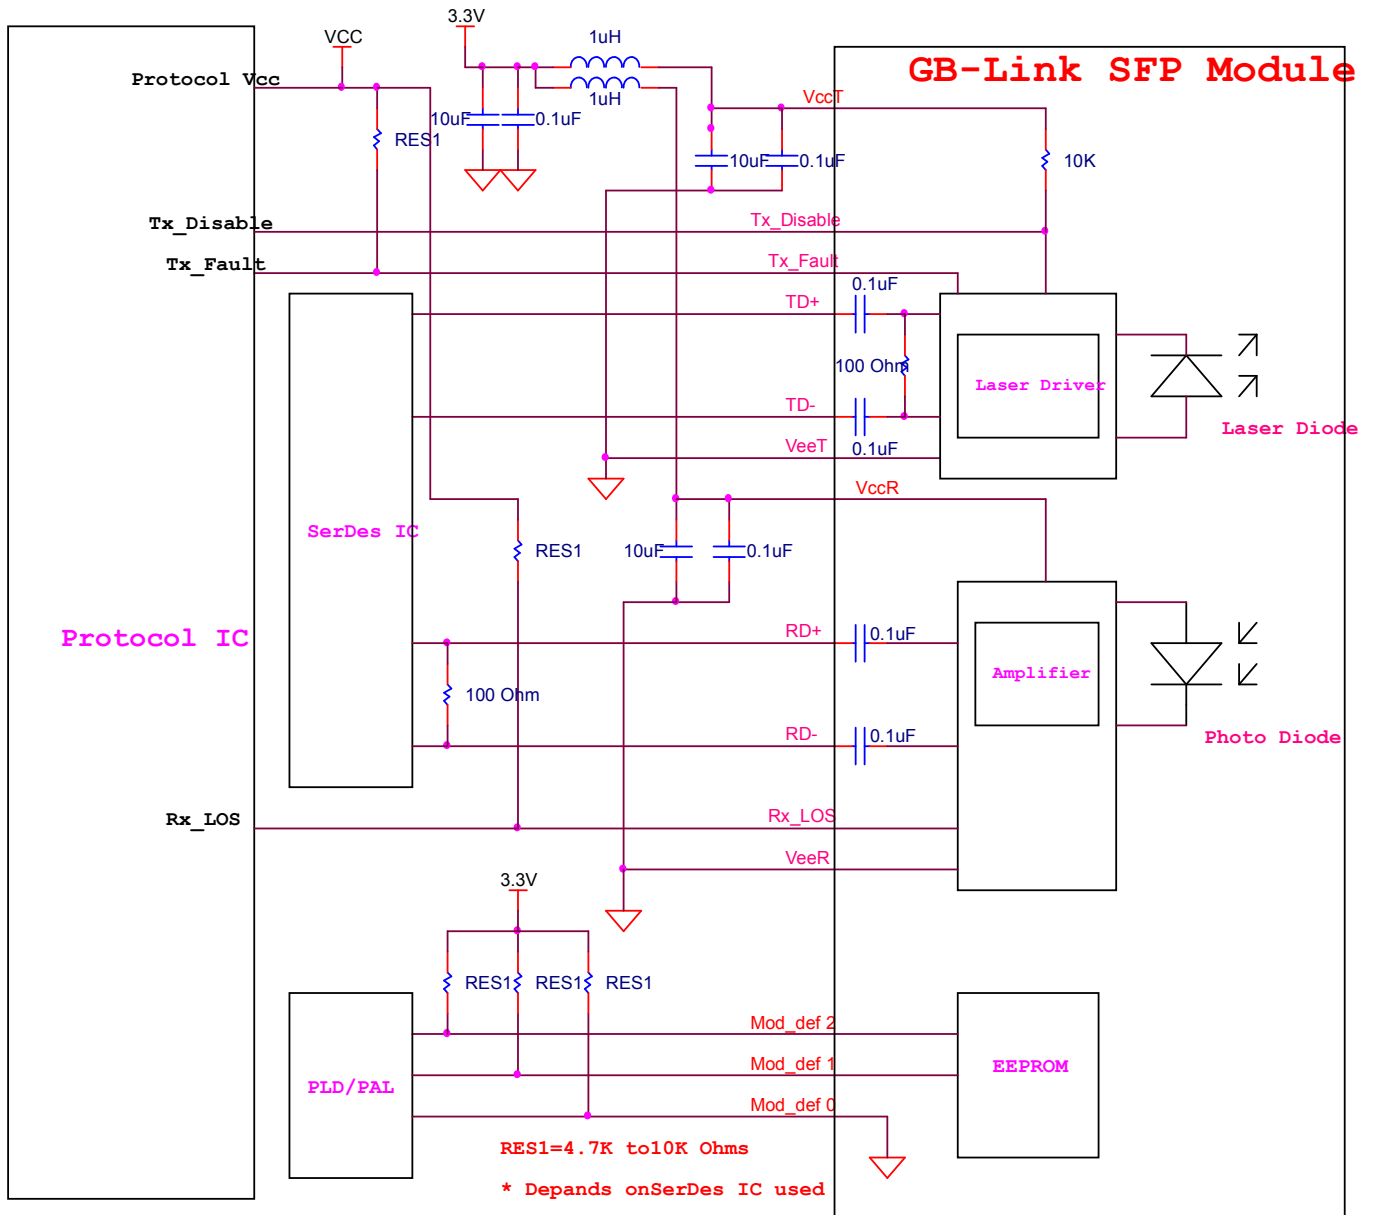 3.3V
VCC
1uH
GB-Link SFP Module
Protocol Vcc
1uH
VccT
10uF
0.1uF
RES1
10uF
0.1uF
10K
Tx_Disable
Tx_Disable
Tx_Fault
Tx_Fault
0.1uF
TD+
100 Ohm
Laser Driver
TD-
Laser Diode
VeeT
0.1uF
VccR
SerDes IC
RES1
10uF
0.1uF
Protocol IC
RD+
0.1uF
Amplifier
100 Ohm
RD-
0.1uF
Photo Diode
Rx_LOS
Rx_LOS
VeeR
3.3V
RES1
RES1
RES1
Mod_def 2
Mod_def 1
EEPROM
PLD/PAL
Mod_def 0
RES1=4.7K to10K Ohms
* Depands onSerDes IC used